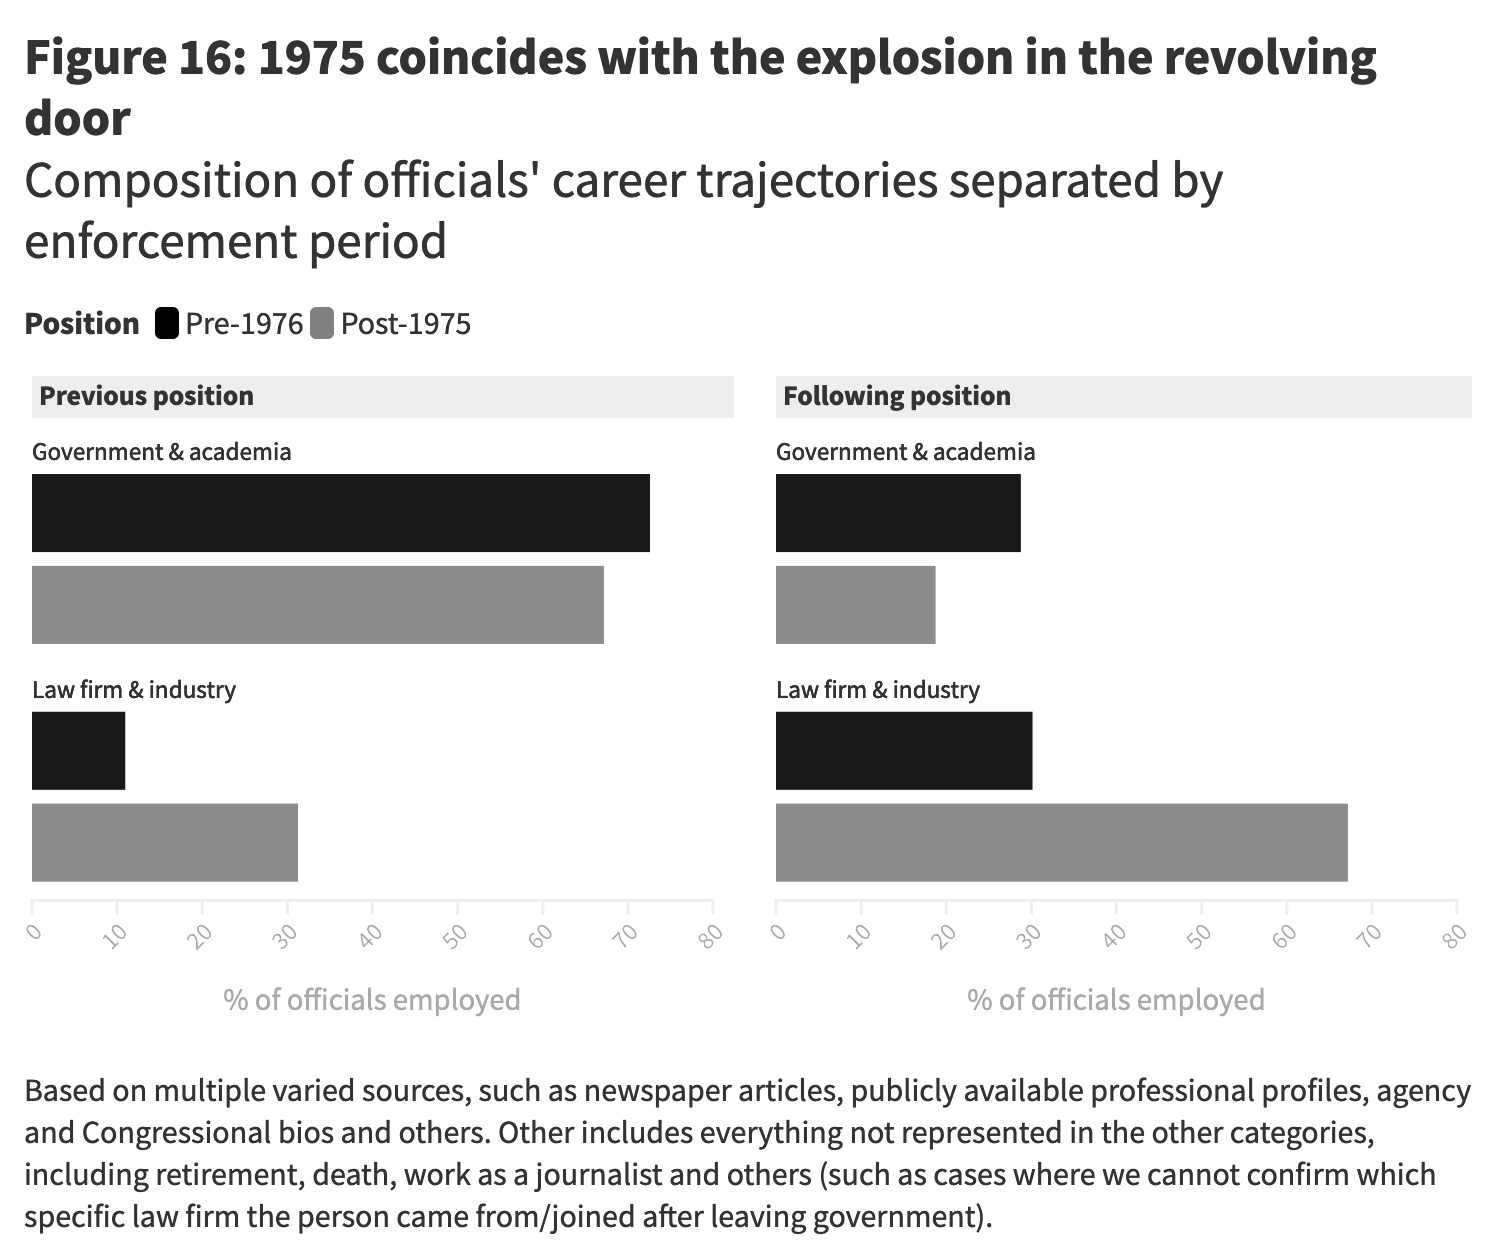 Figure 16: 1975 coincides with the explosion in the revolving
door
Composition of officials' career trajectories separated by
enforcement period
Position Pre-1976 Post-1975
Previous position
Government & academia
Law firm & industry
0 10 20 30 40 50 60 70 80
% of officials employed
Following position
Government & academia
Law firm & industry
0 10 20 30 40 50 60 70 80
% of officials employed
Based on multiple varied sources, such as newspaper articles, publicly available professional profiles, agency
and Congressional bios and others. Other includes everything not represented in the other categories,
including retirement, death, work as a journalist and others (such as cases where we cannot confirm which
specific law firm the person came from/joined after leaving government).